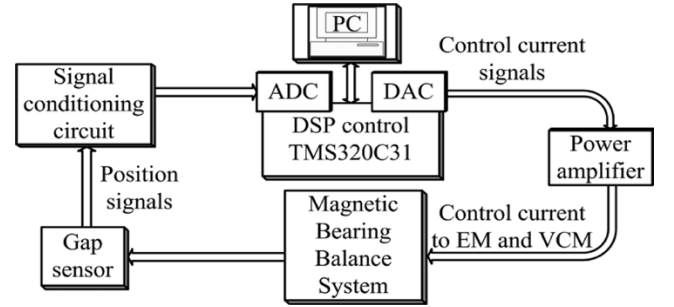 PC
Control current
signals
Signal
conditioning
circuit
ADC
DAC
DSP control
TMS320C31
Power
amplifier
Position
signals
Magnetic
Bearing
Balance
System
Control current
to EM and VCM
Gap
sensor